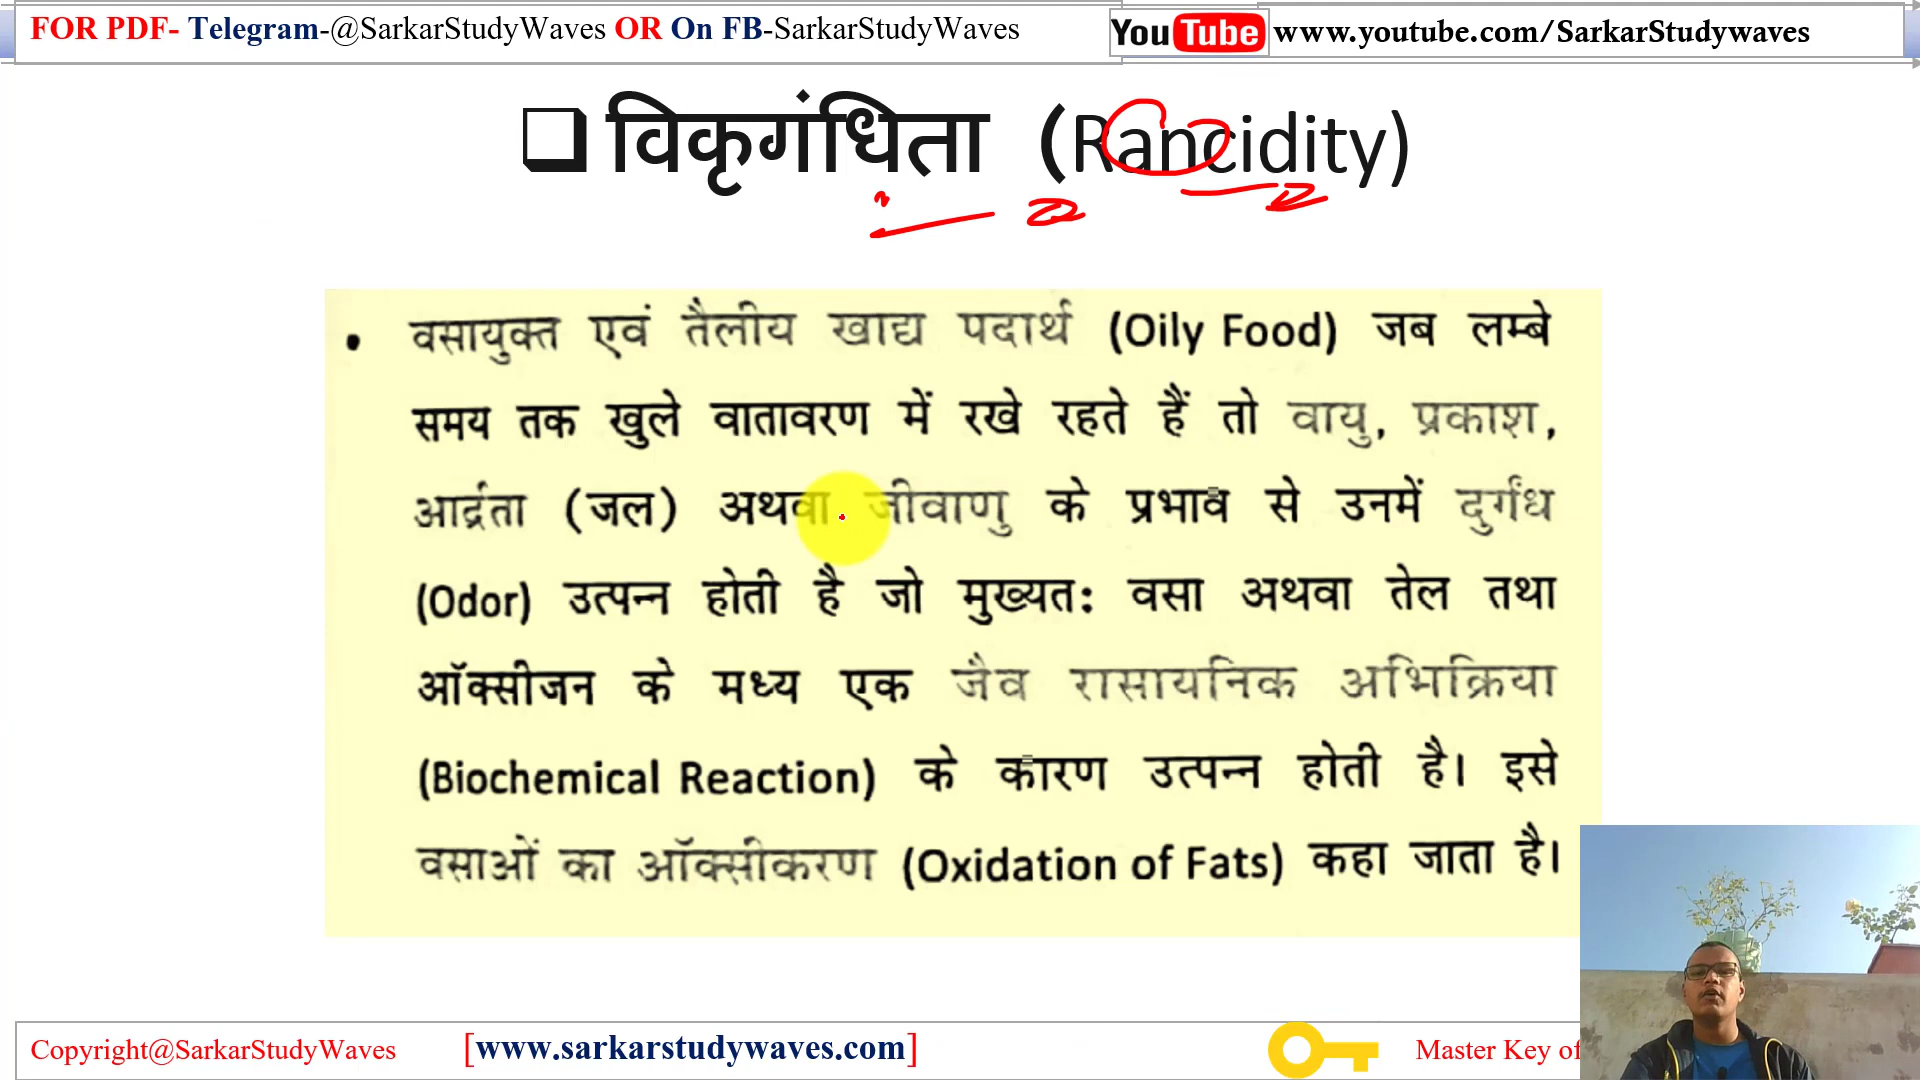 FOR PDF- Telegram-@SarkarStudyWaves OR On FB-SarkarStudyWaves
YouTube www.youtube.com/SarkarStudywaves
विकृगंधिता (Rancidity)
• वसायुक्त एवं तैलीय खाद्य पदार्थ (Oily Food) जब लम्बे
समय तक खुले वातावरण में रखे रहते हैं तो वायु, प्रकाश,
आर्द्रता (जल) अथवा जीवाणु के प्रभाव से उनमें दुर्गंध
(Odor) उत्पन्न होती है जो मुख्यत: वसा अथवा तेल तथा
ऑक्सीजन के मध्य एक जैव रासायनिक अभिक्रिया
(Biochemical Reaction) के कारण उत्पन्न होती है। इसे
वसाओं का ऑक्सीकरण (Oxidation of Fats) कहा जाता है।
Copyright@SarkarStudyWaves [www.sarkarstudywaves.com] Master Key of